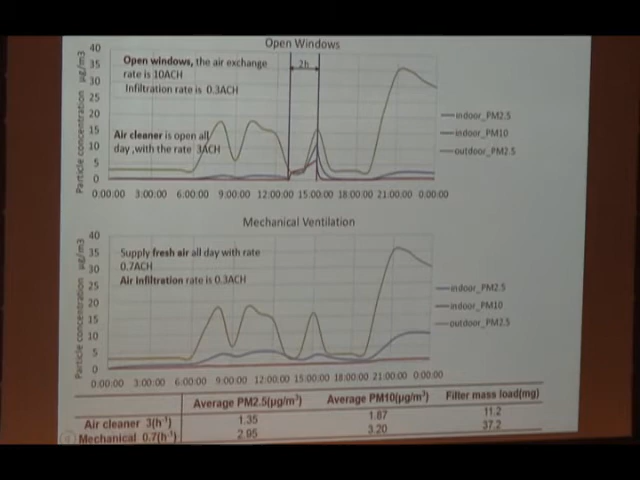 Open Windows
Particle concentration µg/m3
40
35
30
25
20
15
10
5
0
Open windows, the air exchange
rate is 10ACH
Infiltration rate is 0.3ACH
2h
Air cleaner is open all
day ,with the rate 3ACH
indoor_PM2.5
indoor_PM10
outdoor_PM2.5
0:00:00 3:00:00 6:00:00 9:00:00 12:00:00 15:00:00 18:00:00 21:00:00 0:00:00
Mechanical Ventilation
Particle concentration µg/m3
40
35
30
25
20
15
10
5
0
Supply fresh air all day with rate
0.7ACH
Air infiltration rate is 0.3ACH
indoor_PM2.5
indoor_PM10
outdoor_PM2.5
0:00:00 3:00:00 6:00:00 9:00:00 12:00:00 15:00:00 18:00:00 21:00:00 0:00:00
Average PM2.5(µg/m³) Average PM10(µg/m³) Filter mass load(mg)
Air cleaner 3(h⁻¹) 1.35 1.87 11.2
Mechanical 0.7(h⁻¹) 2.95 3.20 37.2